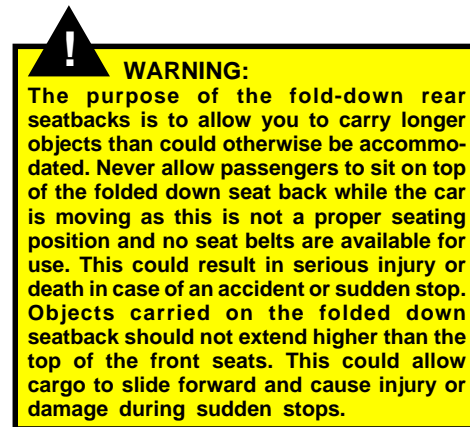 !
WARNING:
The purpose of the fold-down rear
seatbacks is to allow you to carry longer
objects than could otherwise be accommo-
dated. Never allow passengers to sit on top
of the folded down seat back while the car
is moving as this is not a proper seating
position and no seat belts are available for
use. This could result in serious injury or
death in case of an accident or sudden stop.
Objects carried on the folded down
seatback should not extend higher than the
top of the front seats. This could allow
cargo to slide forward and cause injury or
damage during sudden stops.